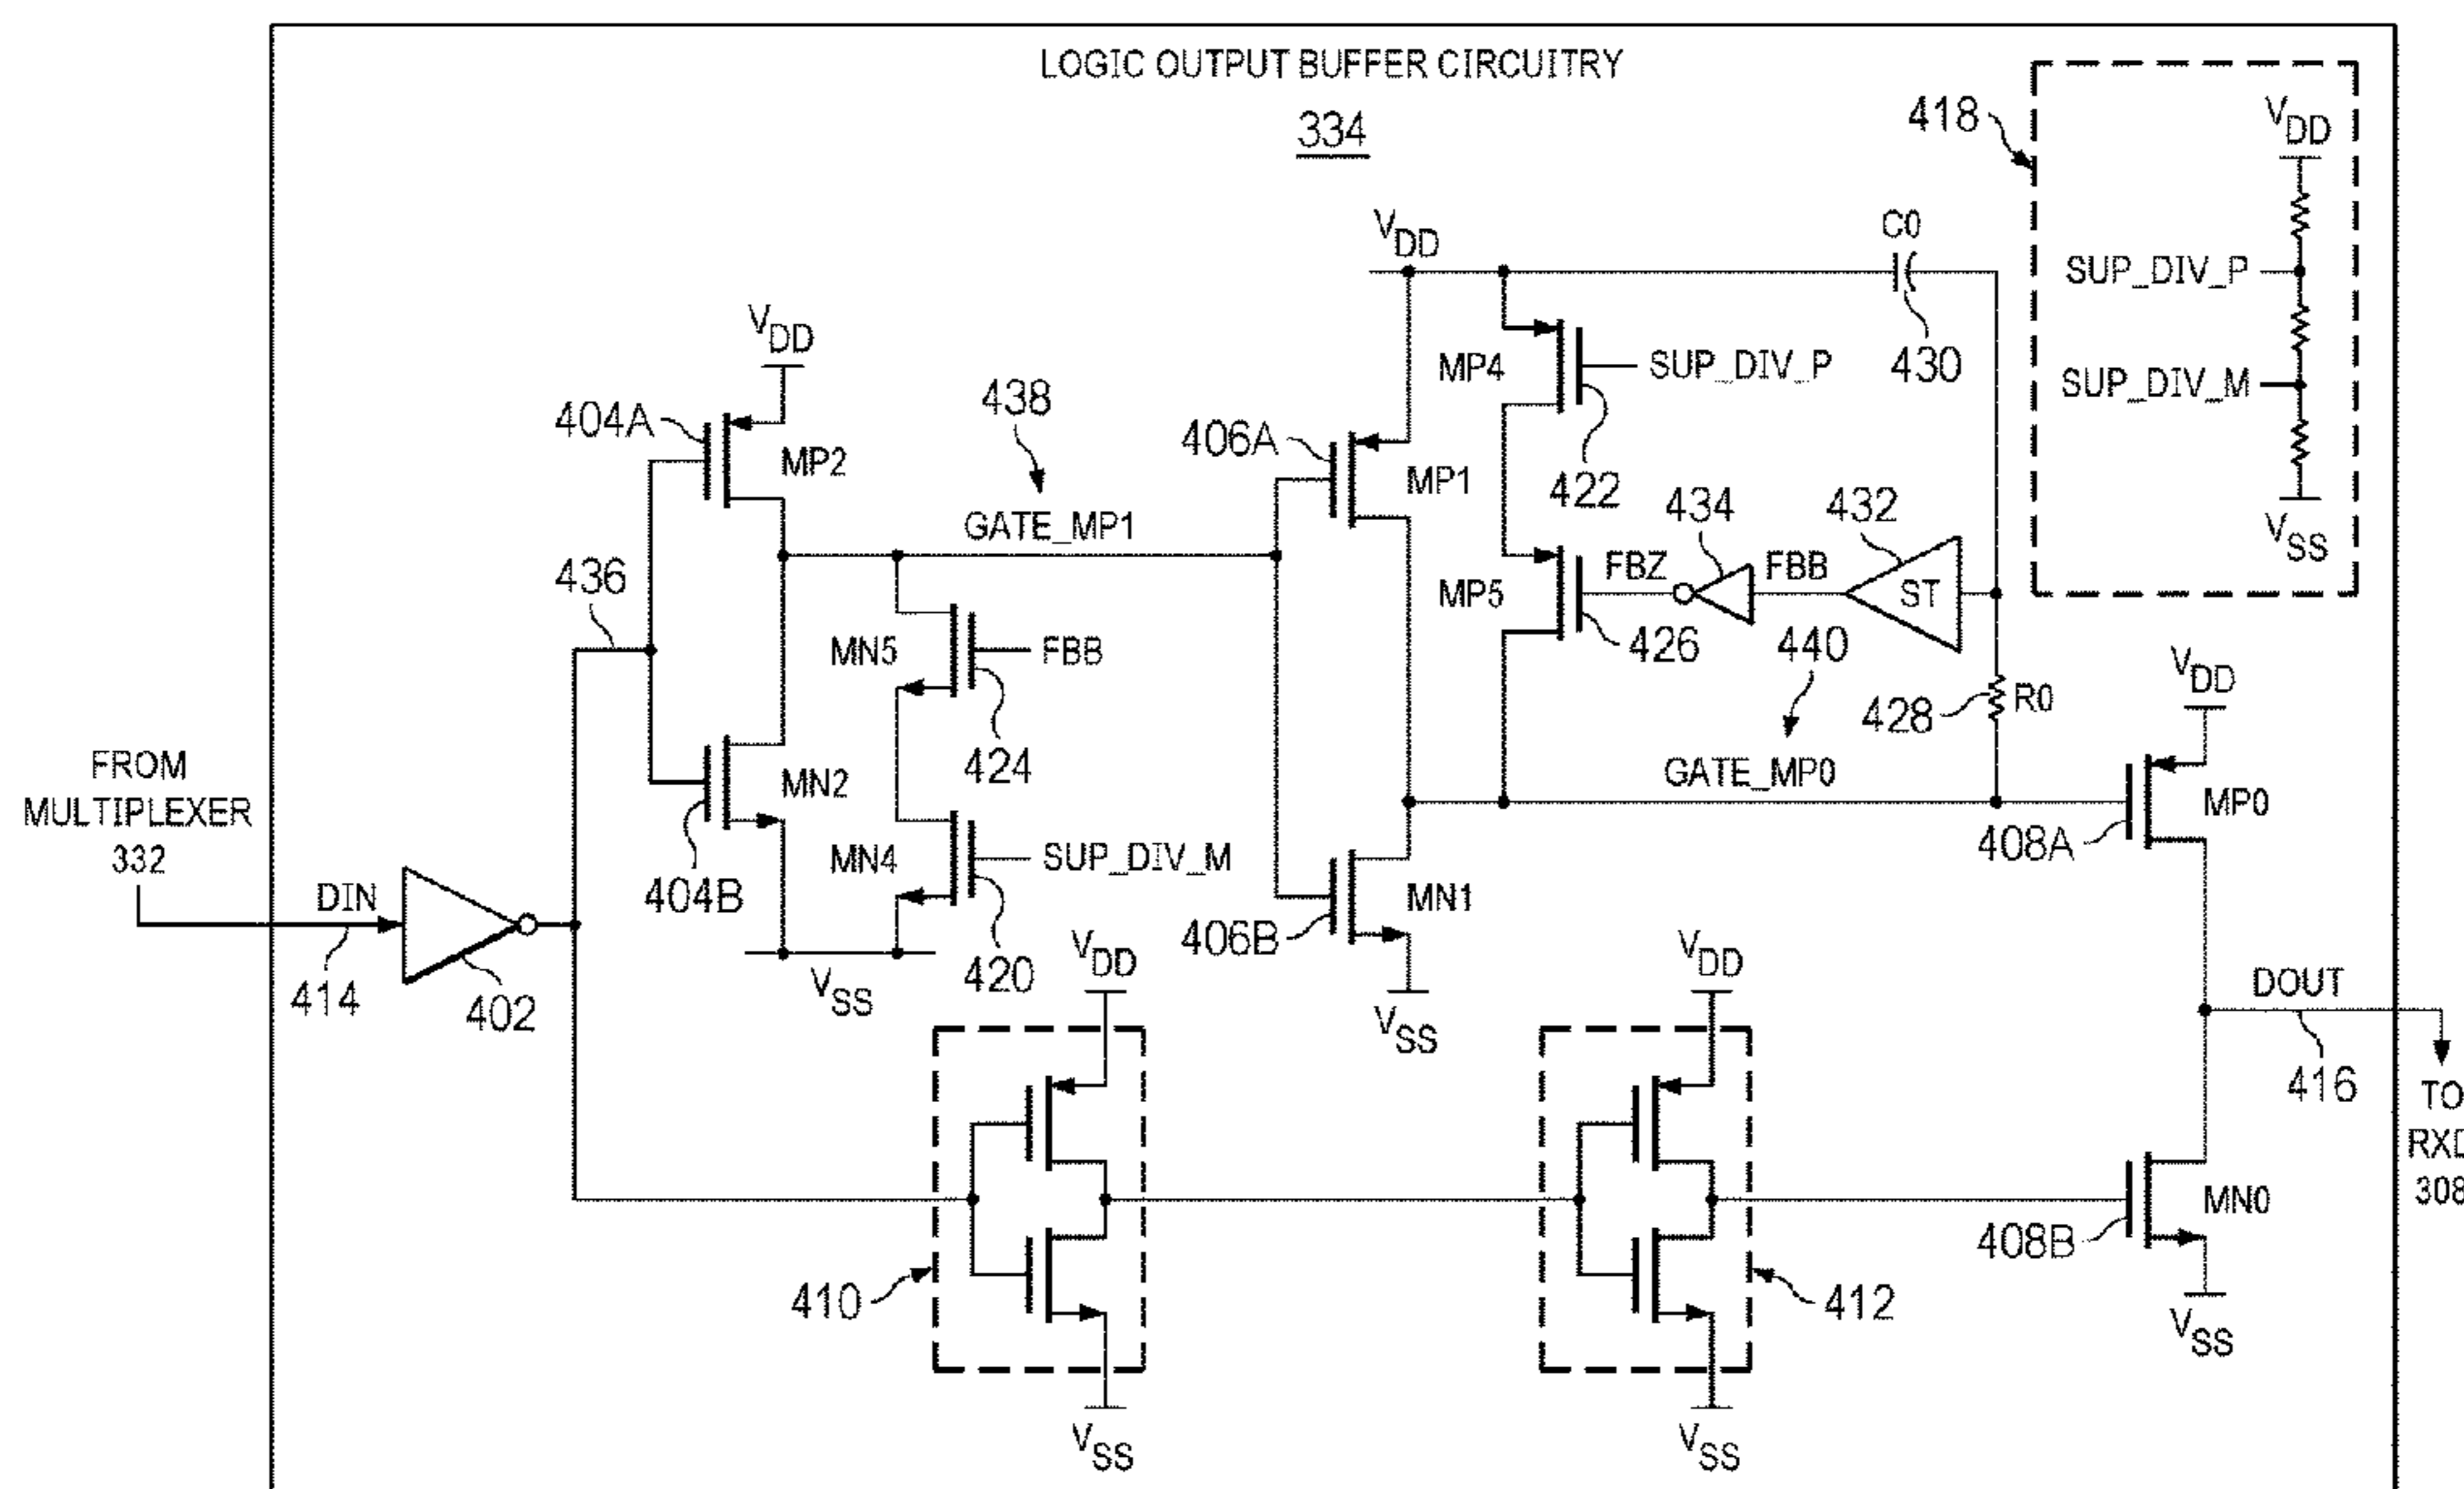 LOGIC OUTPUT BUFFER CIRCUITRY
334
418
VDD
SUP_DIV_P
SUP_DIV_M
VSS
VDD
C0
430
MP4
SUP_DIV_P
422
VDD
404A
MP2
438
GATE_MP1
406A
MP1
436
MP5
FBZ
434
FBB
432
ST
426
440
428
R0
GATE_MP0
MN5
FBB
424
MN2
404B
MN4
SUP_DIV_M
420
VSS
MN1
406B
VSS
VDD
MP0
408A
FROM
MULTIPLEXER
332
DIN
414
402
DOUT
416
TO
308
VDD
410
VSS
VDD
412
VSS
MN0
408B
VSS